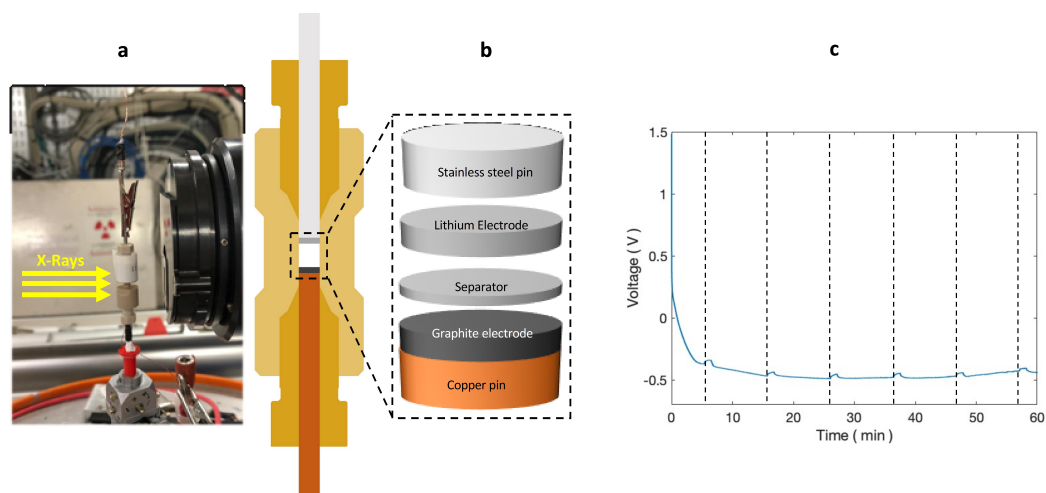 a
b
c
X-Rays
Stainless steel pin
Lithium Electrode
Separator
Graphite electrode
Copper pin
Voltage ( V )
1.5
1
0.5
0
-0.5
0
10
20
30
40
50
60
Time ( min )